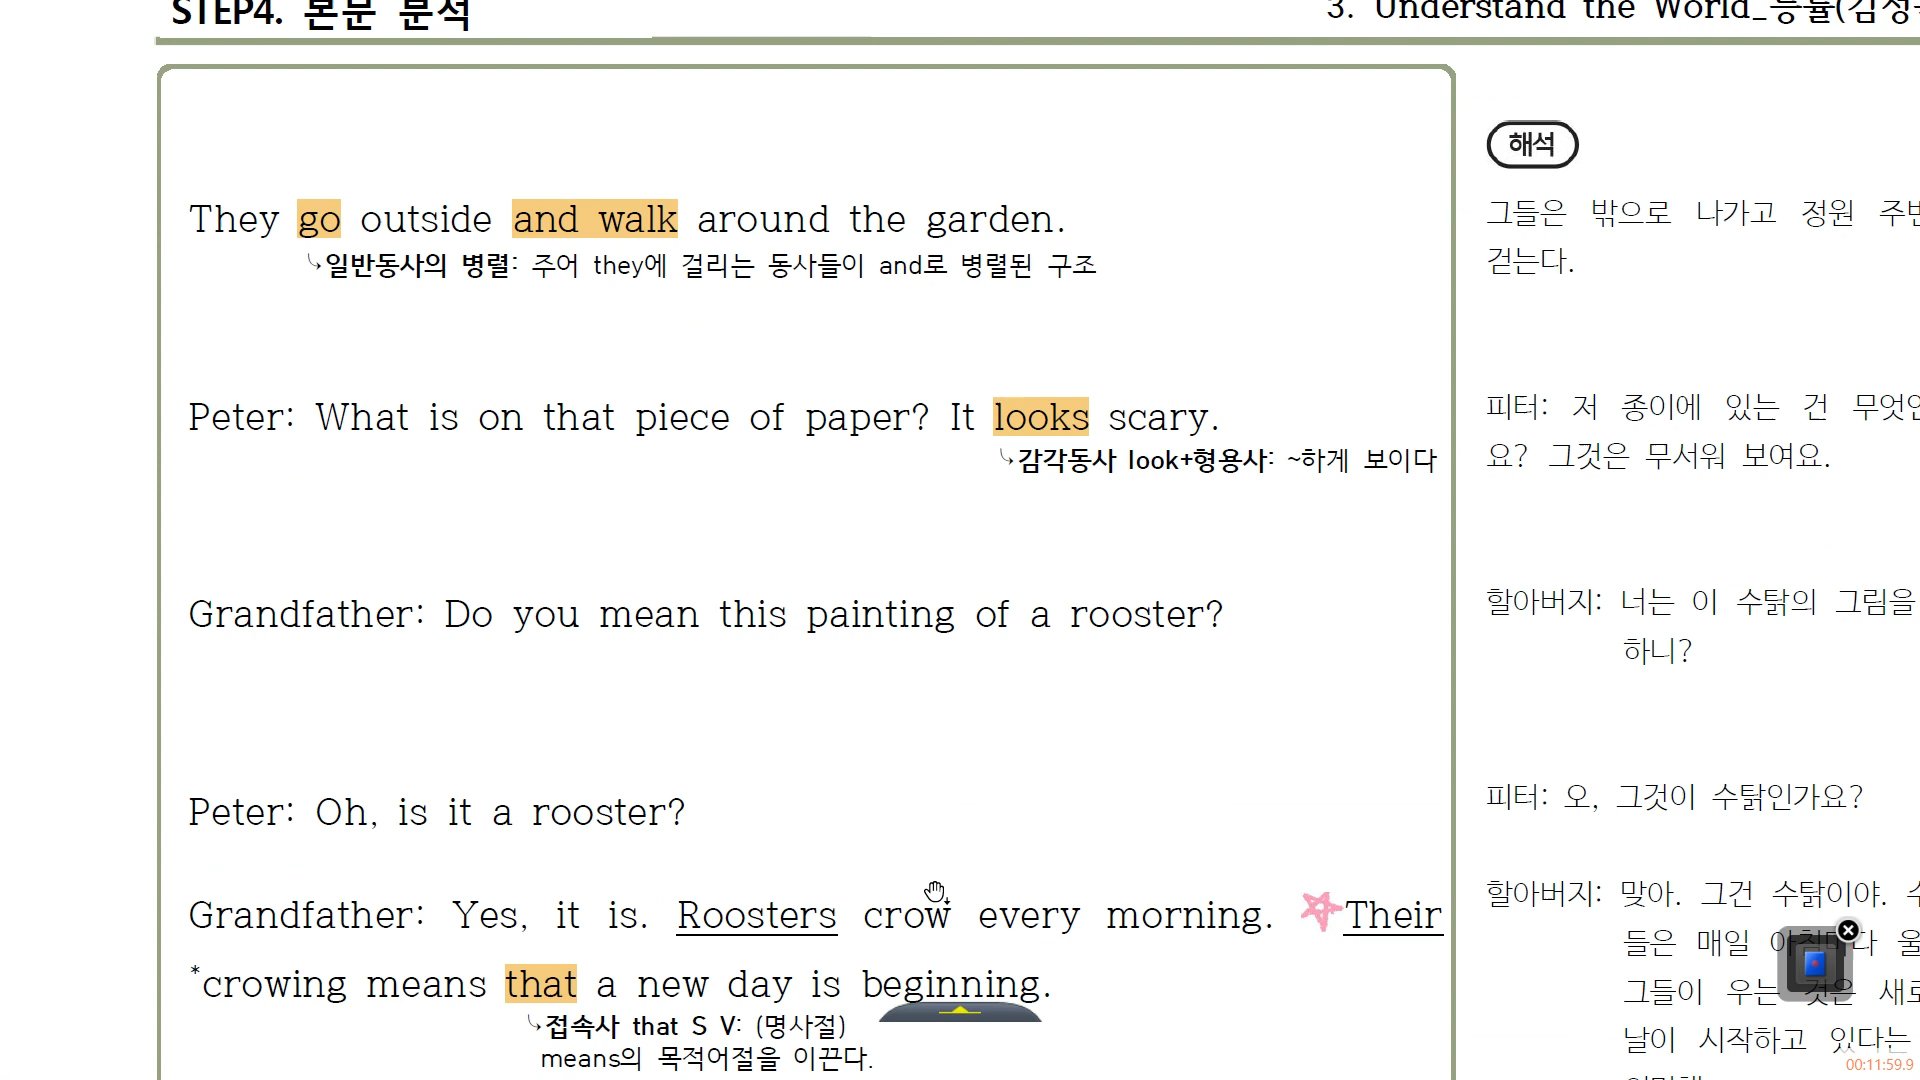 STEP4. 본문 분석
3. Understand the World_능률(김성
They go outside and walk around the garden.
↳일반동사의 병렬: 주어 they에 걸리는 동사들이 and로 병렬된 구조
Peter: What is on that piece of paper? It looks scary.
↳감각동사 look+형용사: ~하게 보이다
Grandfather: Do you mean this painting of a rooster?
Peter: Oh, is it a rooster?
Grandfather: Yes, it is. Roosters crow every morning. Their
*crowing means that a new day is beginning.
↳접속사 that S V: (명사절)
means의 목적어절을 이끈다.
해석
그들은 밖으로 나가고 정원 주변
걷는다.
피터: 저 종이에 있는 건 무엇인
요? 그것은 무서워 보여요.
할아버지: 너는 이 수탉의 그림을
하니?
피터: 오, 그것이 수탉인가요?
할아버지: 맞아. 그건 수탉이야. 수
들은 매일 아침마다 울
그들이 우는 것은 새로
날이 시작하고 있다는
00:11:59.9